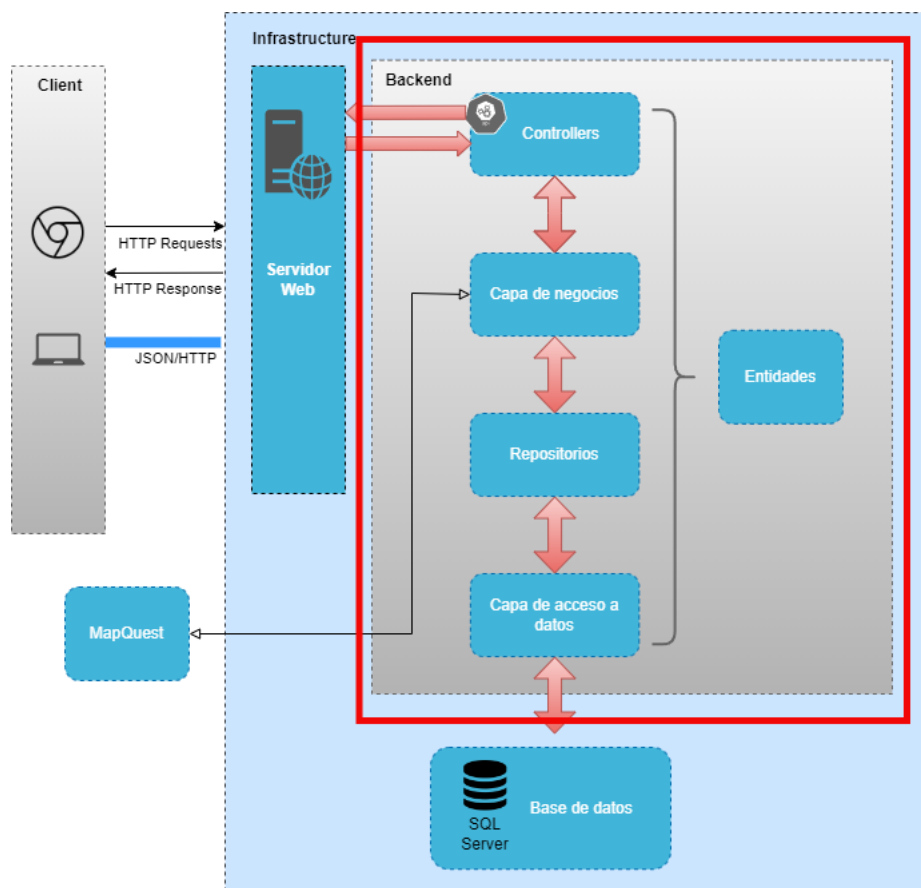 Infrastructure
Client
Backend
Controllers
HTTP Requests
Servidor
Web
HTTP Response
Capa de negocios
JSON/HTTP
Entidades
Repositorios
Capa de acceso a
datos
MapQuest
Base de datos
SQL
Server